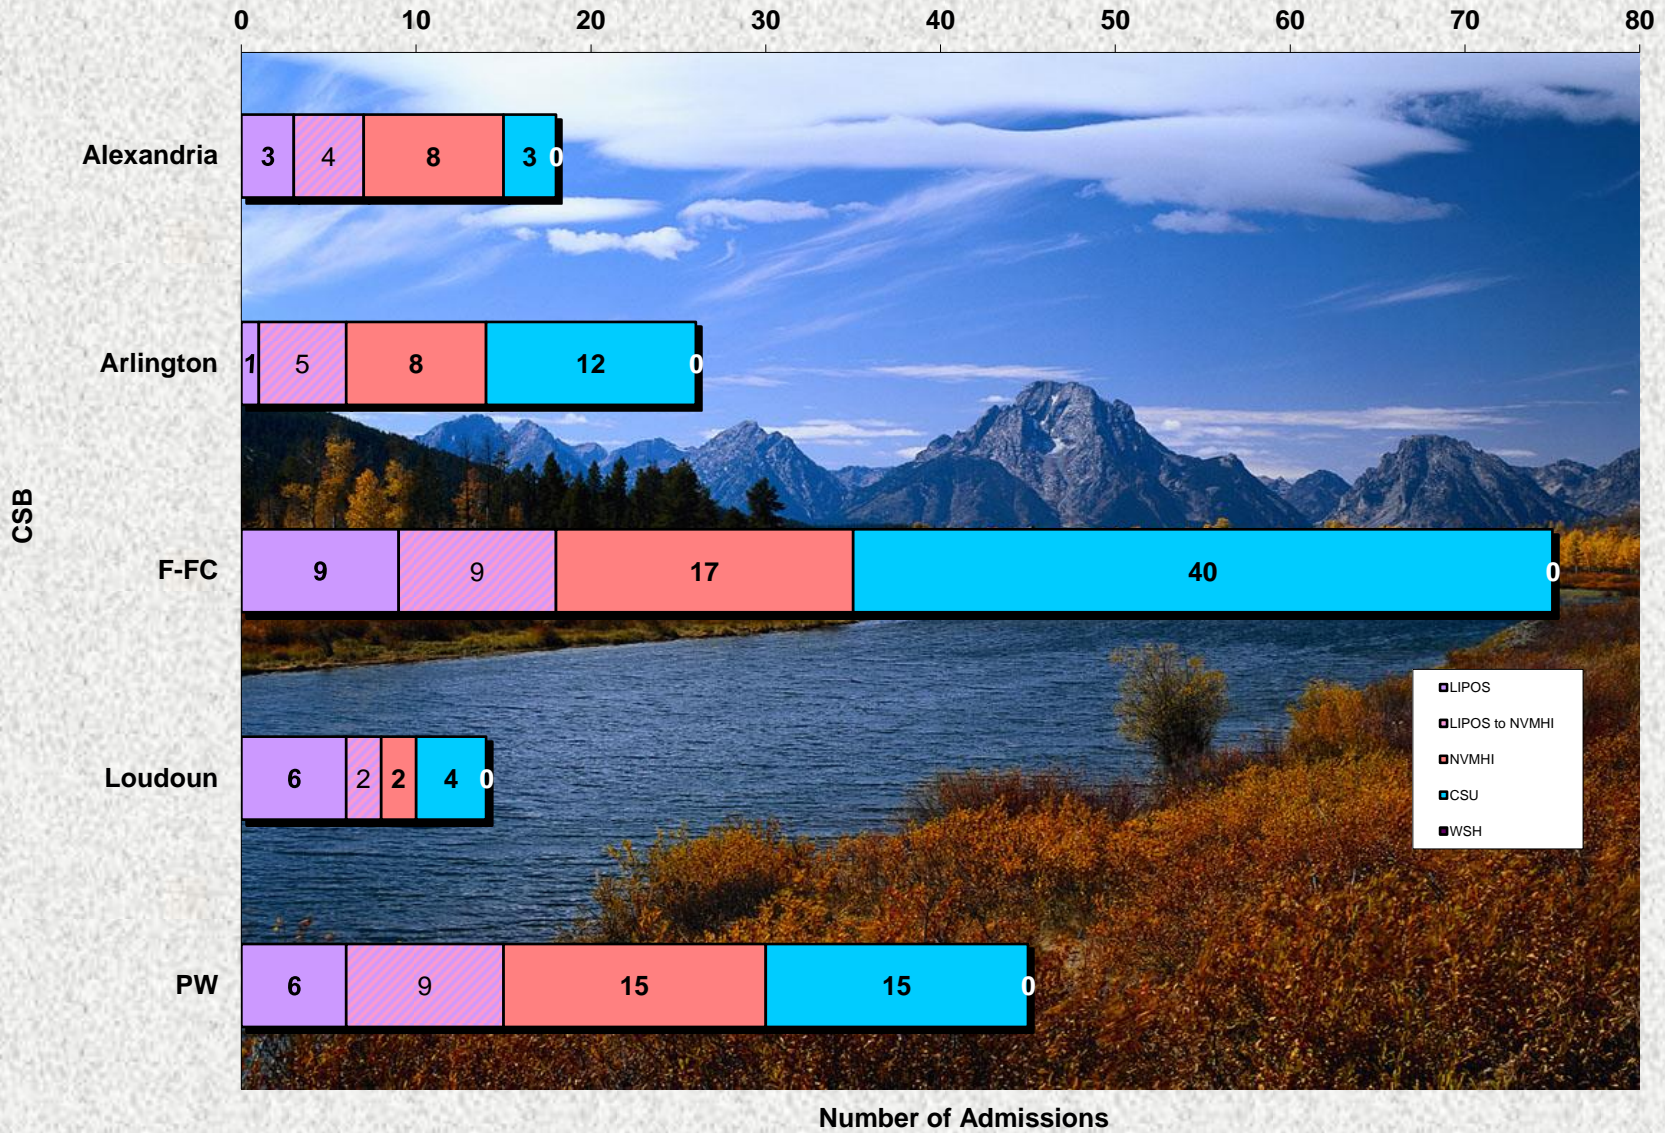 0 10 20 30 40 50 60 70 80
Alexandria 3 4 8 3 0
Arlington 1 5 8 12 0
CSB
F-FC 9 9 17 40 0
LIPOS
LIPOS to NVMHI
NVMHI
CSU
WSH
Loudoun 6 2 2 4 0
PW 6 9 15 15 0
Number of Admissions